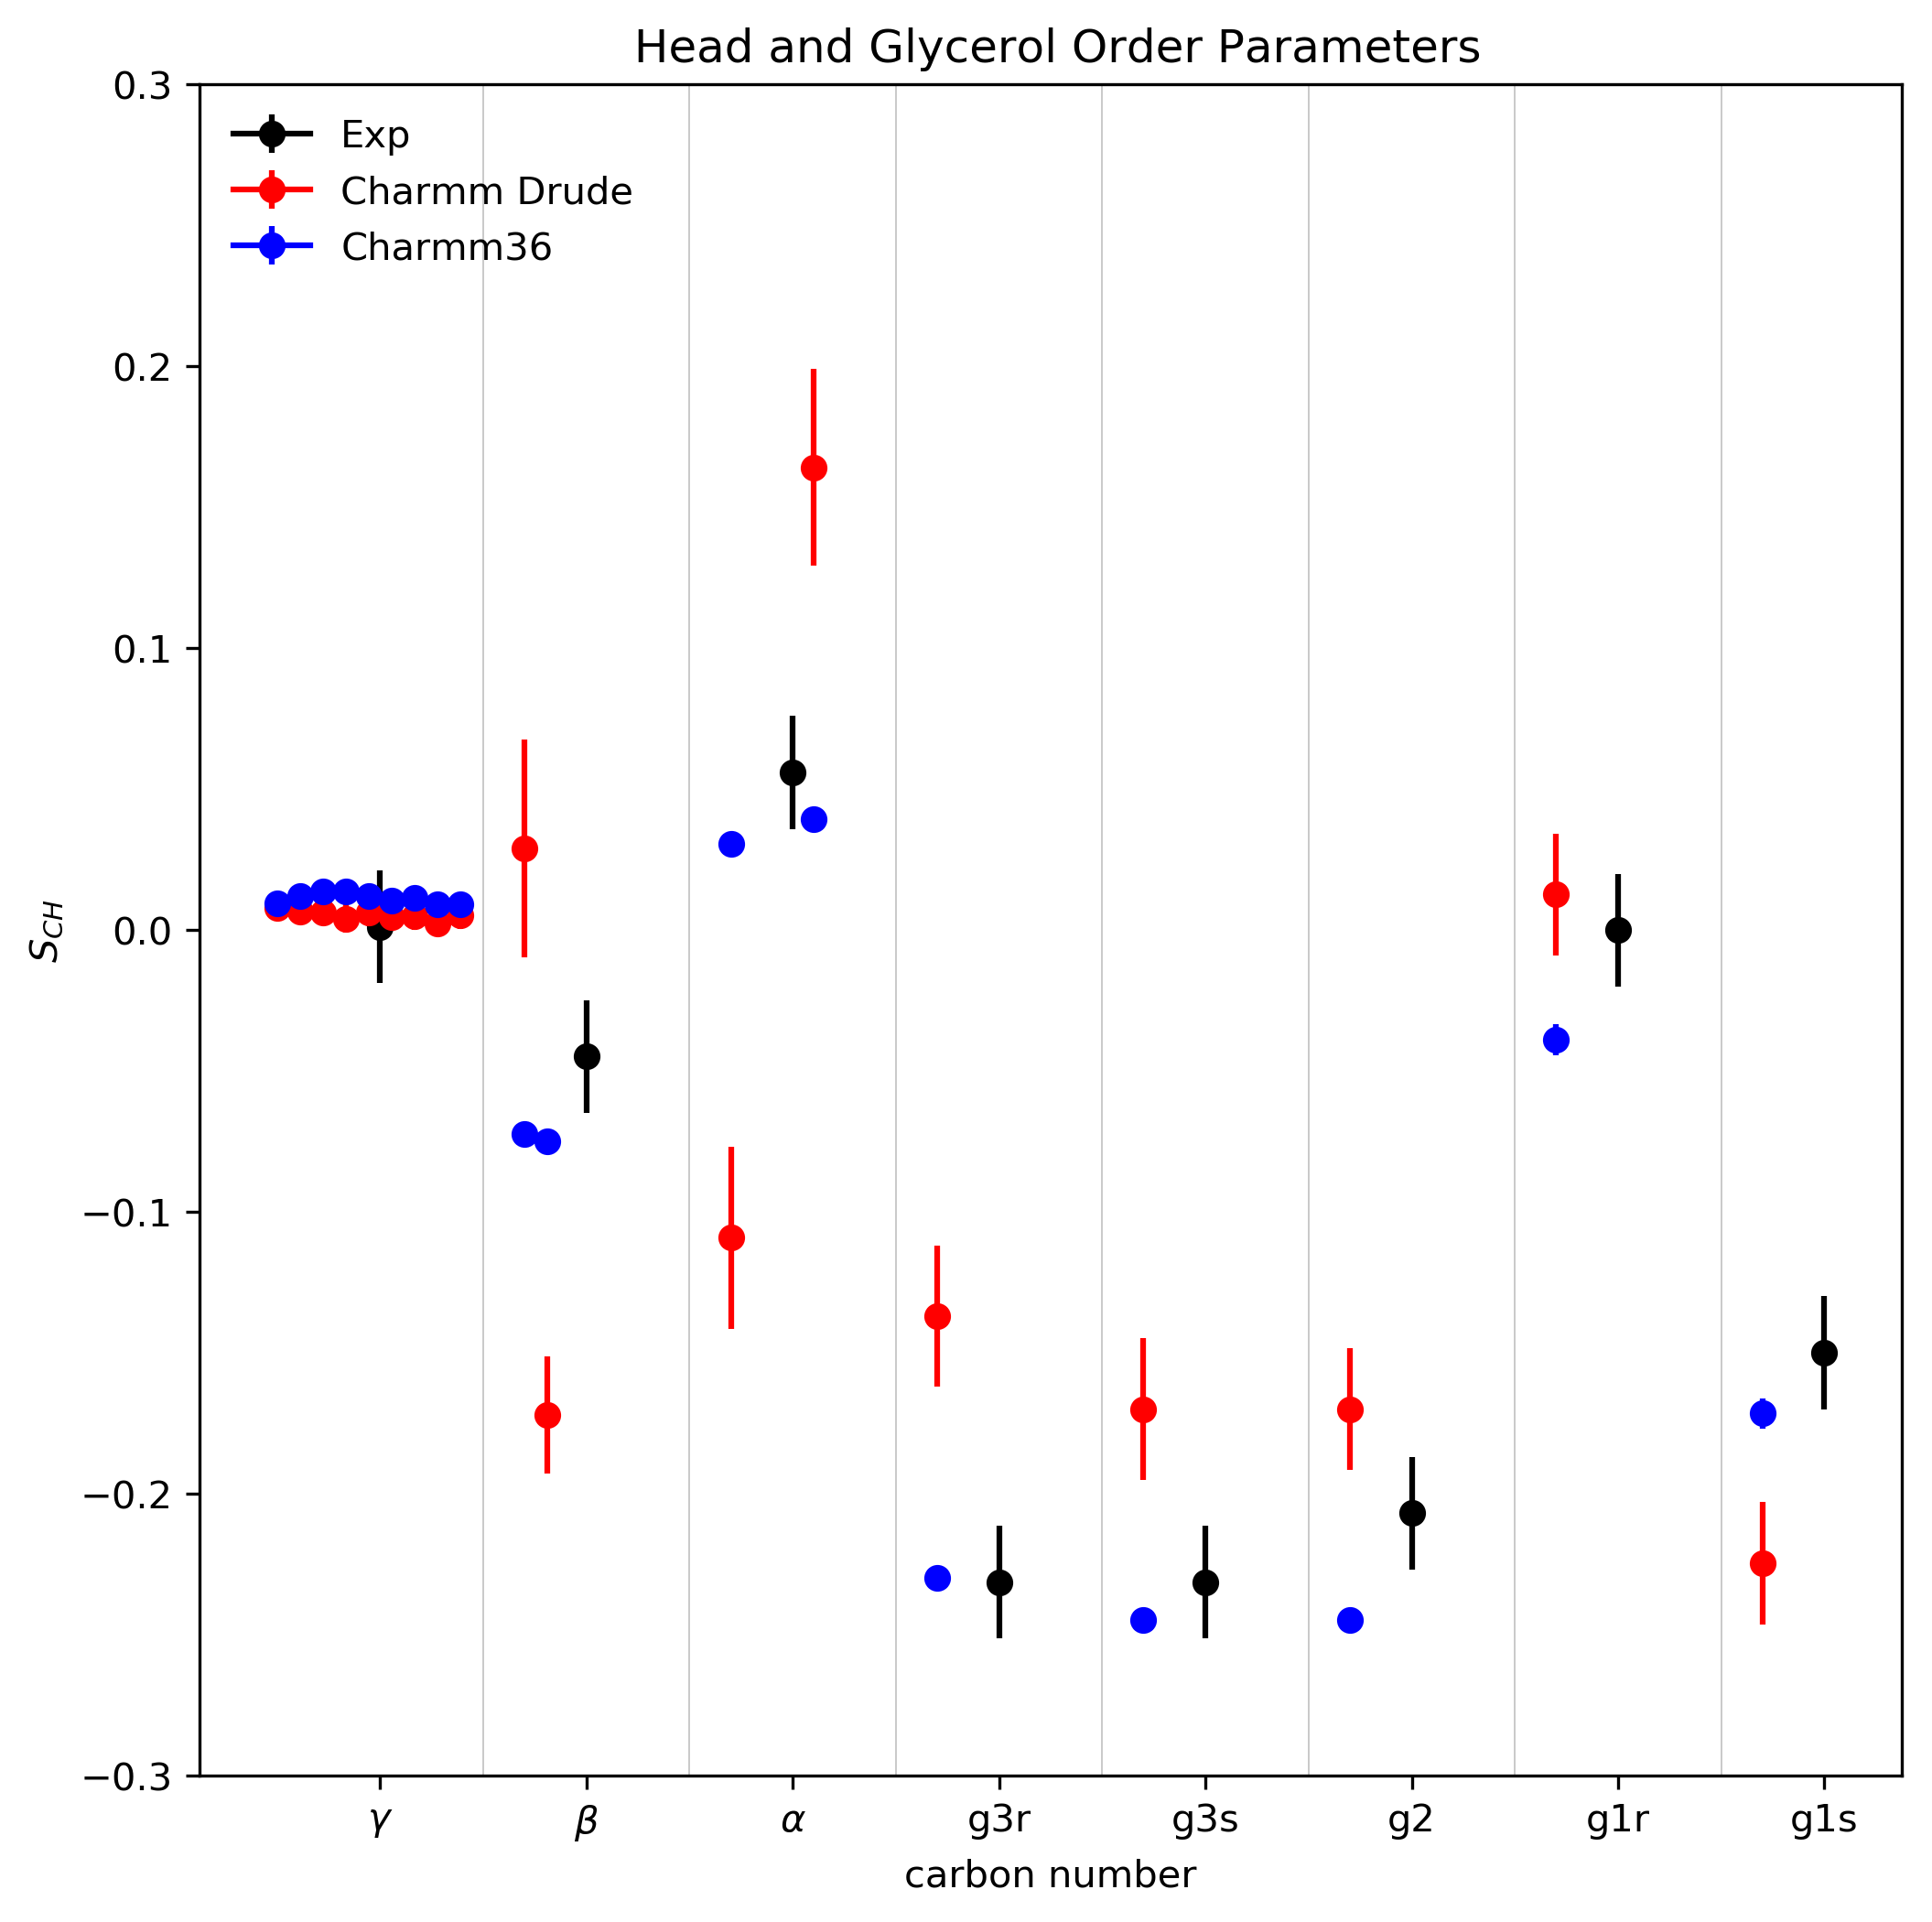 Head and Glycerol Order Parameters
Exp
Charmm Drude
Charmm36
0.3
0.2
0.1
0.0
−0.1
−0.2
−0.3
S_CH
γ β α g3r g3s g2 g1r g1s
carbon number